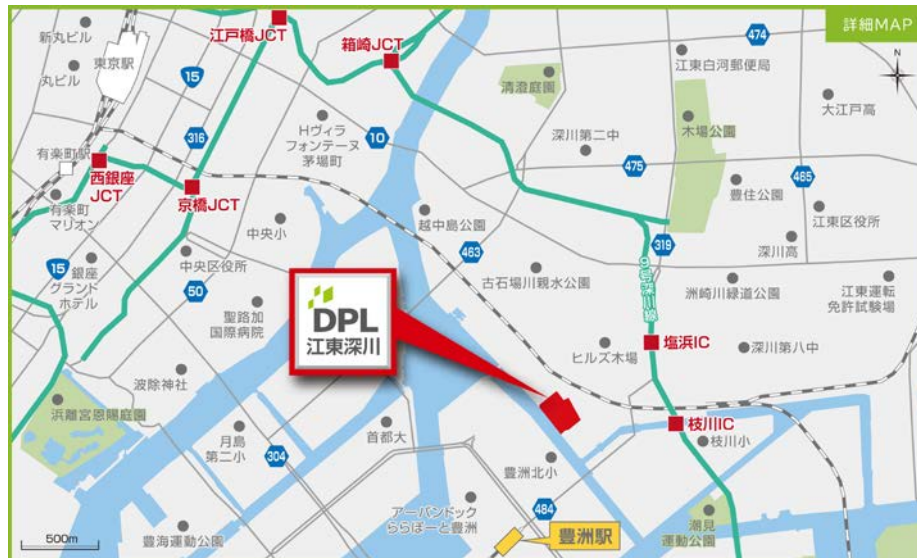 詳細MAP
N
新丸ビル
東京駅
丸ビル
15
江戸橋JCT
箱崎JCT
474
江東白河郵便局
清澄庭園
大江戸高
316
Hヴィラ
フォンテーヌ
茅場町
10
深川第二中
木場公園
475
有楽町駅
西銀座
JCT
京橋JCT
有楽町
マリオン
中央小
越中島公園
豊住公園
465
江東区役所
319
深川高
463
15
銀座
グランド
ホテル
中央区役所
50
古石場川親水公園
9号深川線
洲崎川緑道公園
江東運転
免許試験場
聖路加
国際病院
DPL
江東深川
ヒルズ木場
塩浜IC
深川第八中
波除神社
浜離宮恩賜庭園
月島
第二小
304
首都大
豊洲北小
枝川IC
枝川小
484
アーバンドック
ららぽーと豊洲
豊洲駅
潮見
運動公園
500m
豊海運動公園